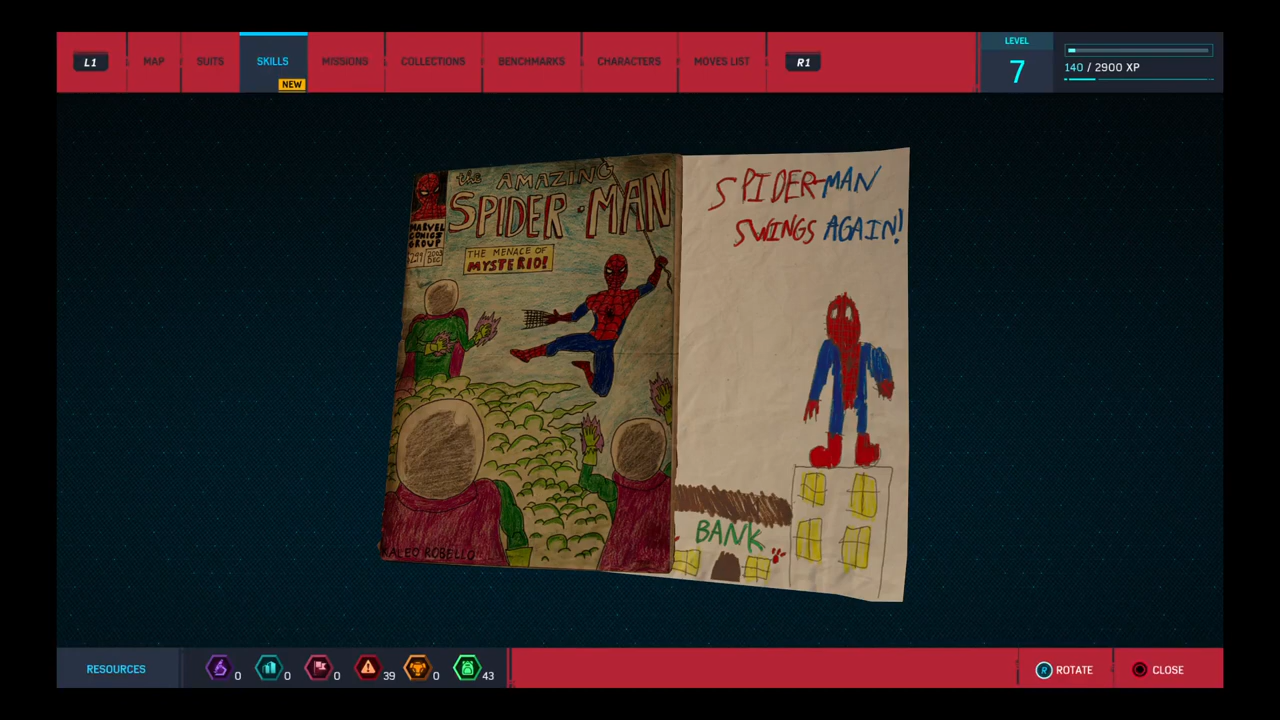 L1 MAP SUITS SKILLS MISSIONS COLLECTIONS BENCHMARKS CHARACTERS MOVES LIST R1
NEW
LEVEL
7
140 / 2900 XP
the AMAZING
SPIDER-MAN
MARVEL
COMICS
GROUP
2003
DEC
THE MENACE OF
MYSTERIO!
KALEO ROBELLO
SPIDER-MAN
SWINGS AGAIN!
BANK
RESOURCES 0 0 0 39 0 43
R ROTATE CLOSE